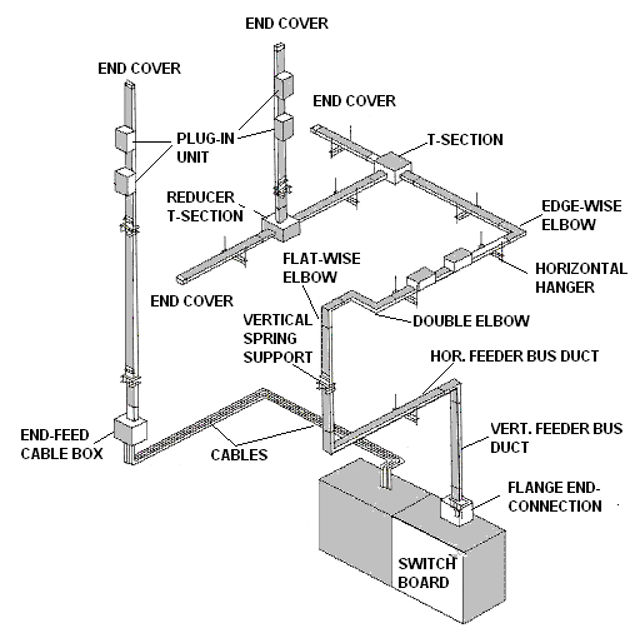 END COVER
END COVER
END COVER
PLUG-IN
UNIT
T-SECTION
REDUCER
T-SECTION
EDGE-WISE
ELBOW
FLAT-WISE
ELBOW
HORIZONTAL
HANGER
END COVER
VERTICAL
SPRING
SUPPORT
DOUBLE ELBOW
HOR. FEEDER BUS DUCT
END-FEED
CABLE BOX
CABLES
VERT. FEEDER BUS
DUCT
FLANGE END-
CONNECTION
SWITCH
BOARD